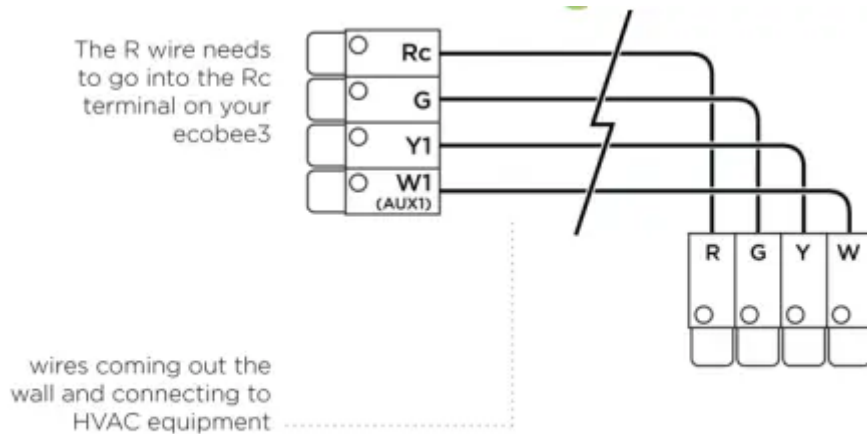 The R wire needs
to go into the Rc
terminal on your
ecobee3
Rc
G
Y1
W1
(AUX1)
R G Y W
wires coming out the
wall and connecting to
HVAC equipment